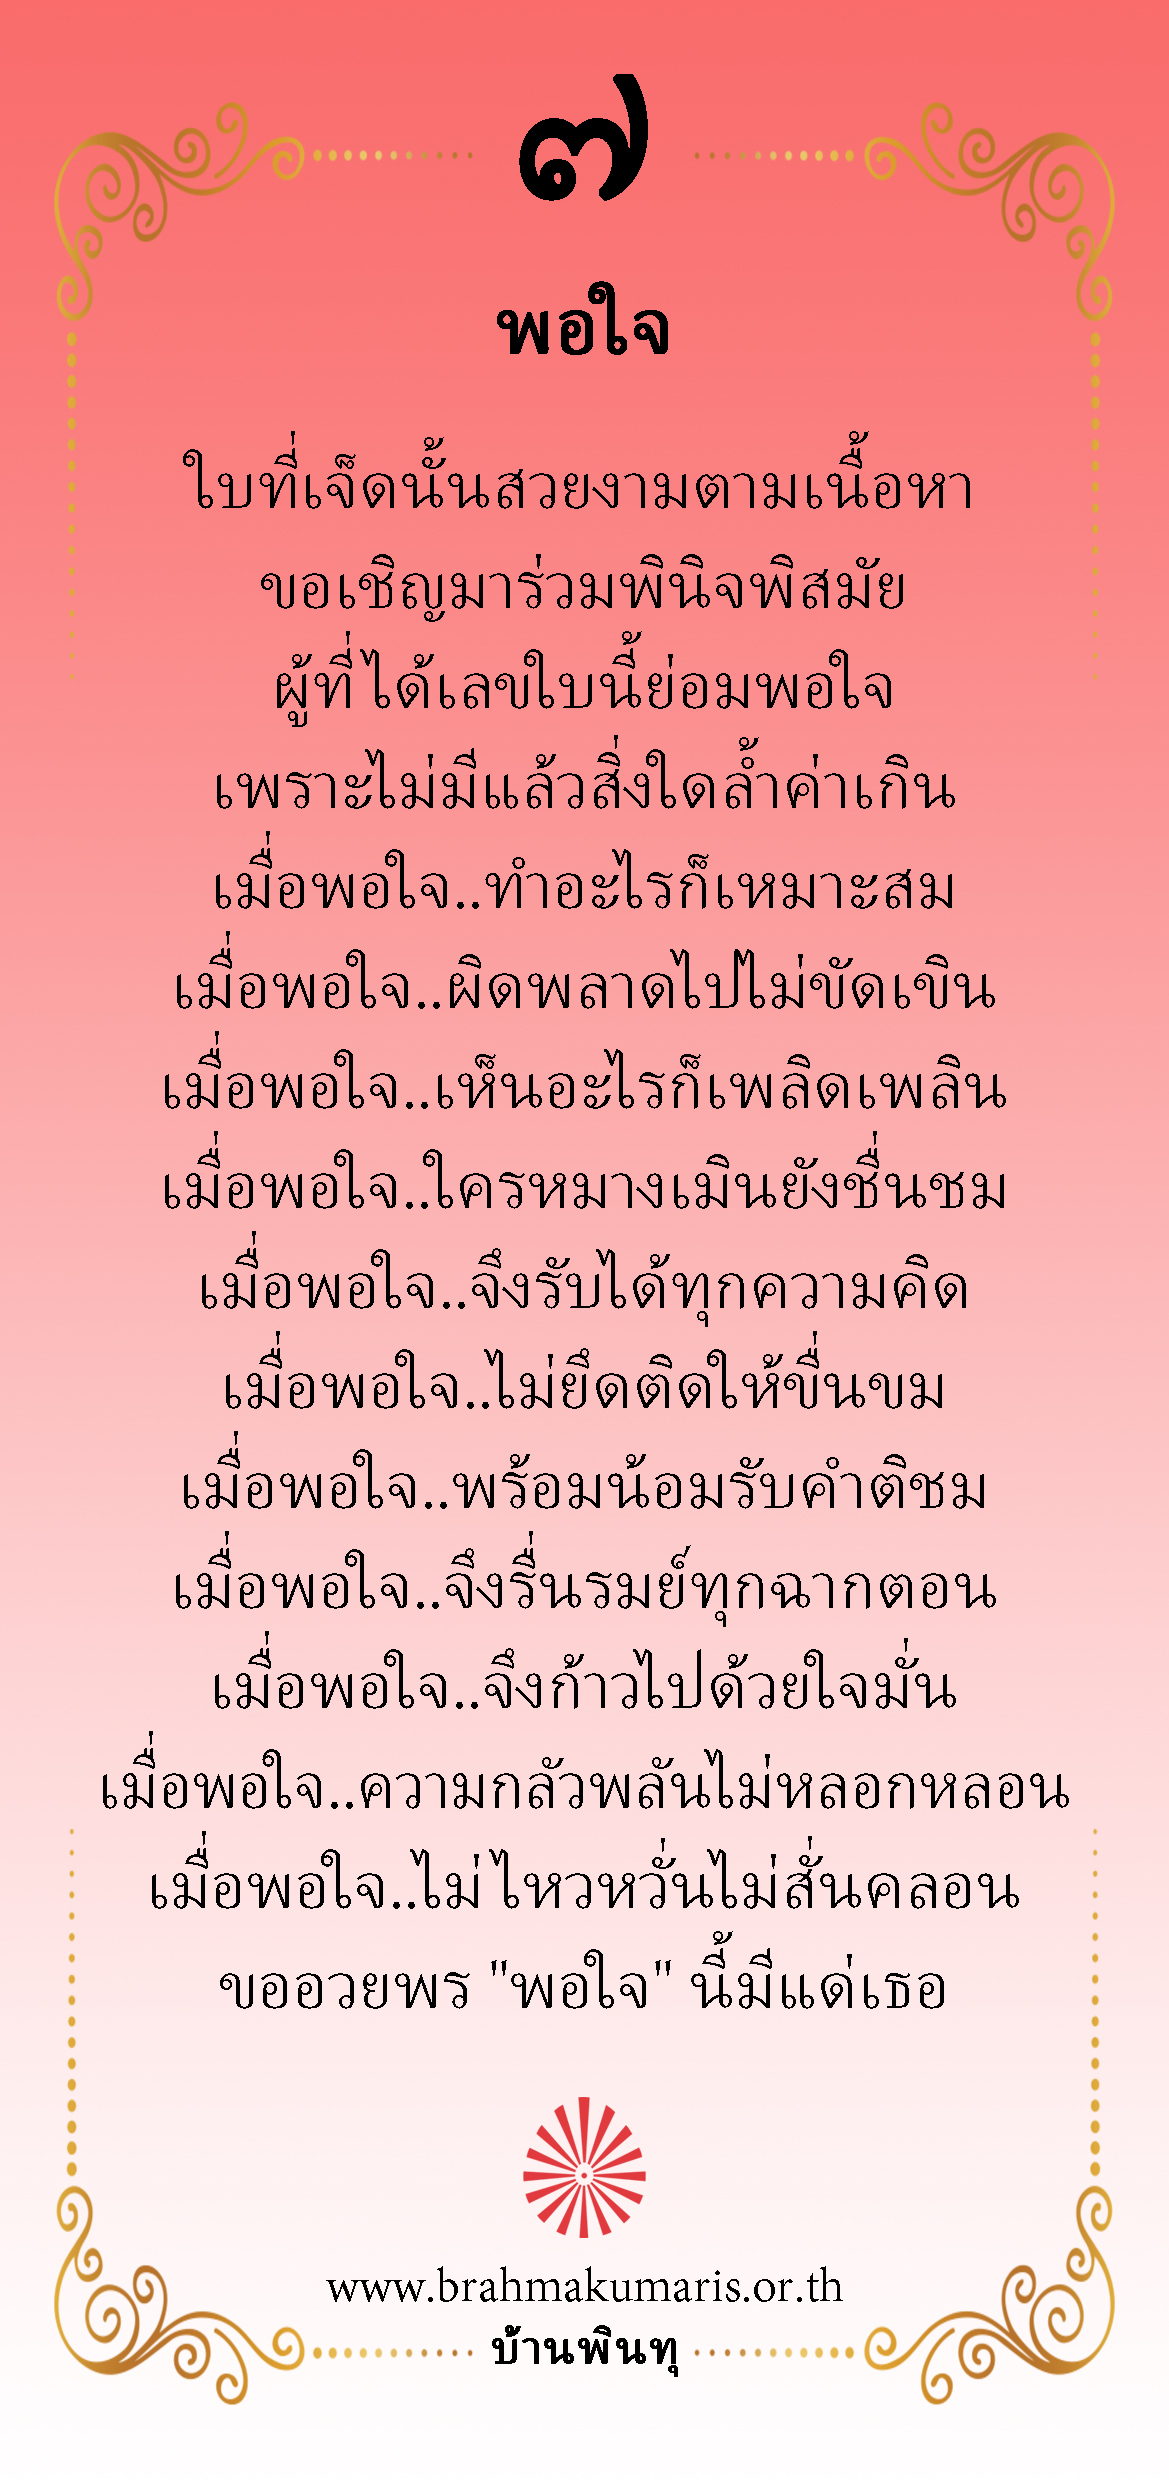 ๗
พอใจ
ใบที่เจ็ดนั้นสวยงามตามเนื้อหา
ขอเชิญมาร่วมพินิจพิสมัย
ผู้ที่ได้เลขใบนี้ย่อมพอใจ
เพราะไม่มีแล้วสิ่งใดล้ำค่าเกิน
เมื่อพอใจ..ทำอะไรก็เหมาะสม
เมื่อพอใจ..ผิดพลาดไปไม่ขัดเขิน
เมื่อพอใจ..เห็นอะไรก็เพลิดเพลิน
เมื่อพอใจ..ใครหมางเมินยังชื่นชม
เมื่อพอใจ..จึงรับได้ทุกความคิด
เมื่อพอใจ..ไม่ยึดติดให้ขื่นขม
เมื่อพอใจ..พร้อมน้อมรับคำติชม
เมื่อพอใจ..จึงรื่นรมย์ทุกฉากตอน
เมื่อพอใจ..จึงก้าวไปด้วยใจมั่น
เมื่อพอใจ..ความกลัวพลันไม่หลอกหลอน
เมื่อพอใจ..ไม่ไหวหวั่นไม่สั่นคลอน
ขออวยพร "พอใจ" นี้มีแด่เธอ
www.brahmakumaris.or.th
บ้านพินทุ